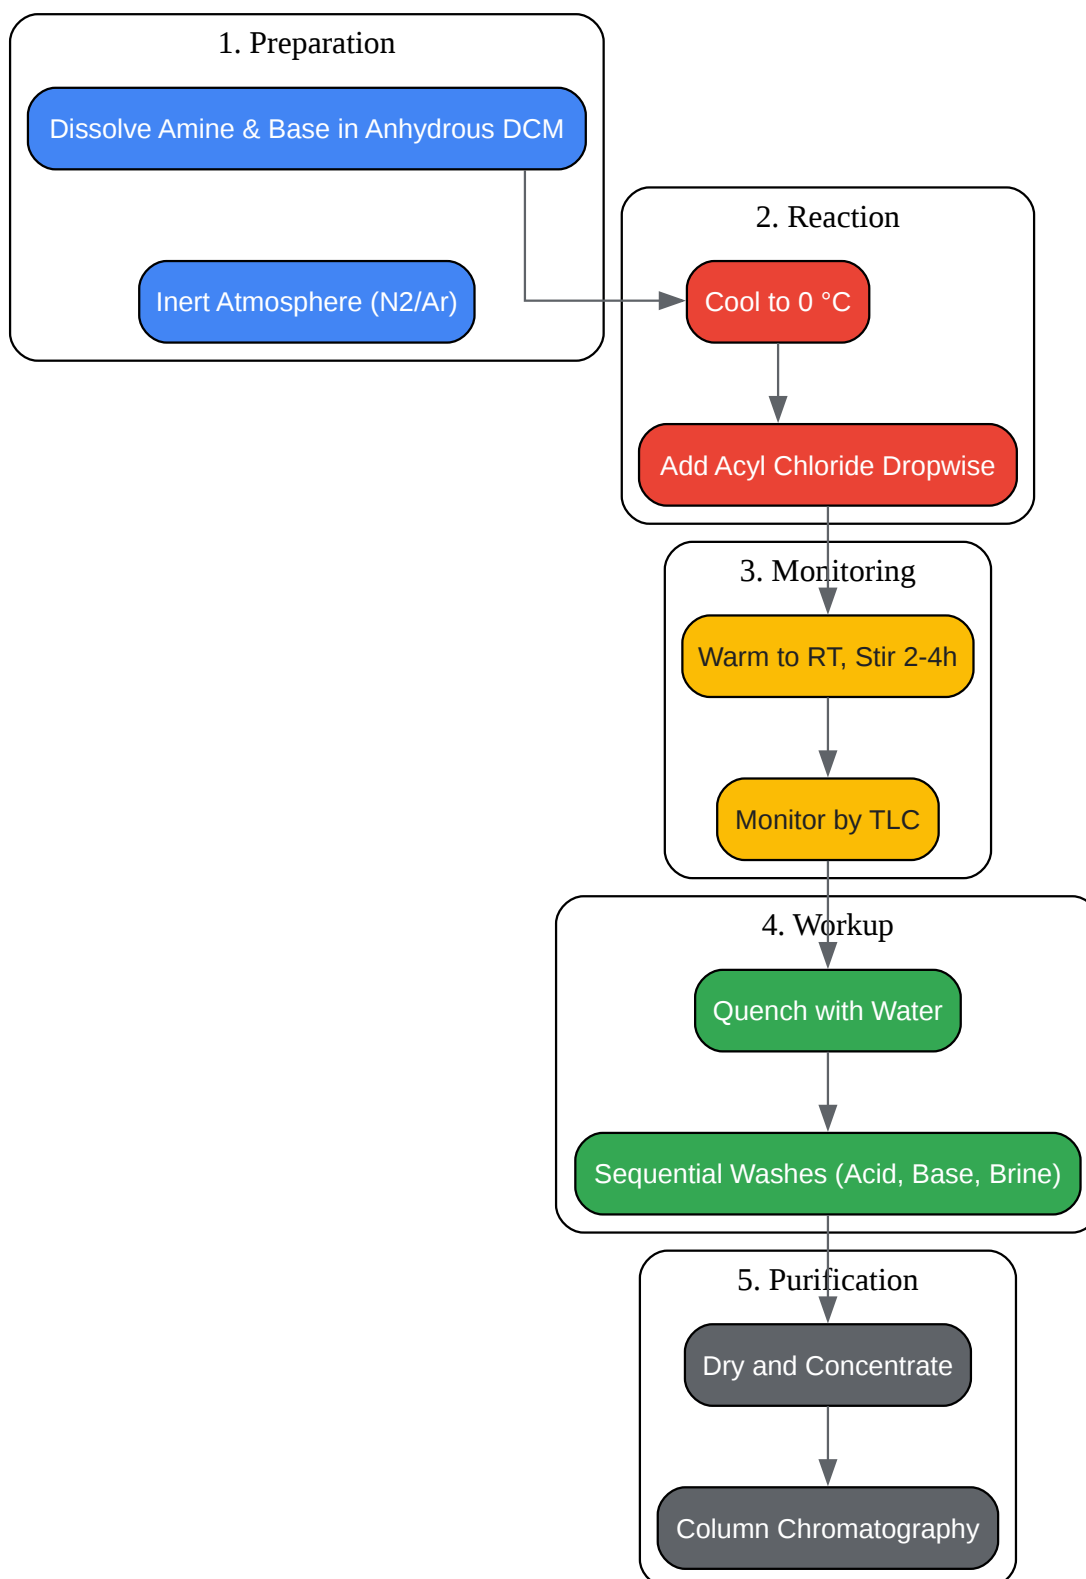 1. Preparation
Dissolve Amine & Base in Anhydrous DCM
Inert Atmosphere (N2/Ar)
2. Reaction
Cool to 0 °C
Add Acyl Chloride Dropwise
3. Monitoring
Warm to RT, Stir 2-4h
Monitor by TLC
4. Workup
Quench with Water
Sequential Washes (Acid, Base, Brine)
5. Purification
Dry and Concentrate
Column Chromatography